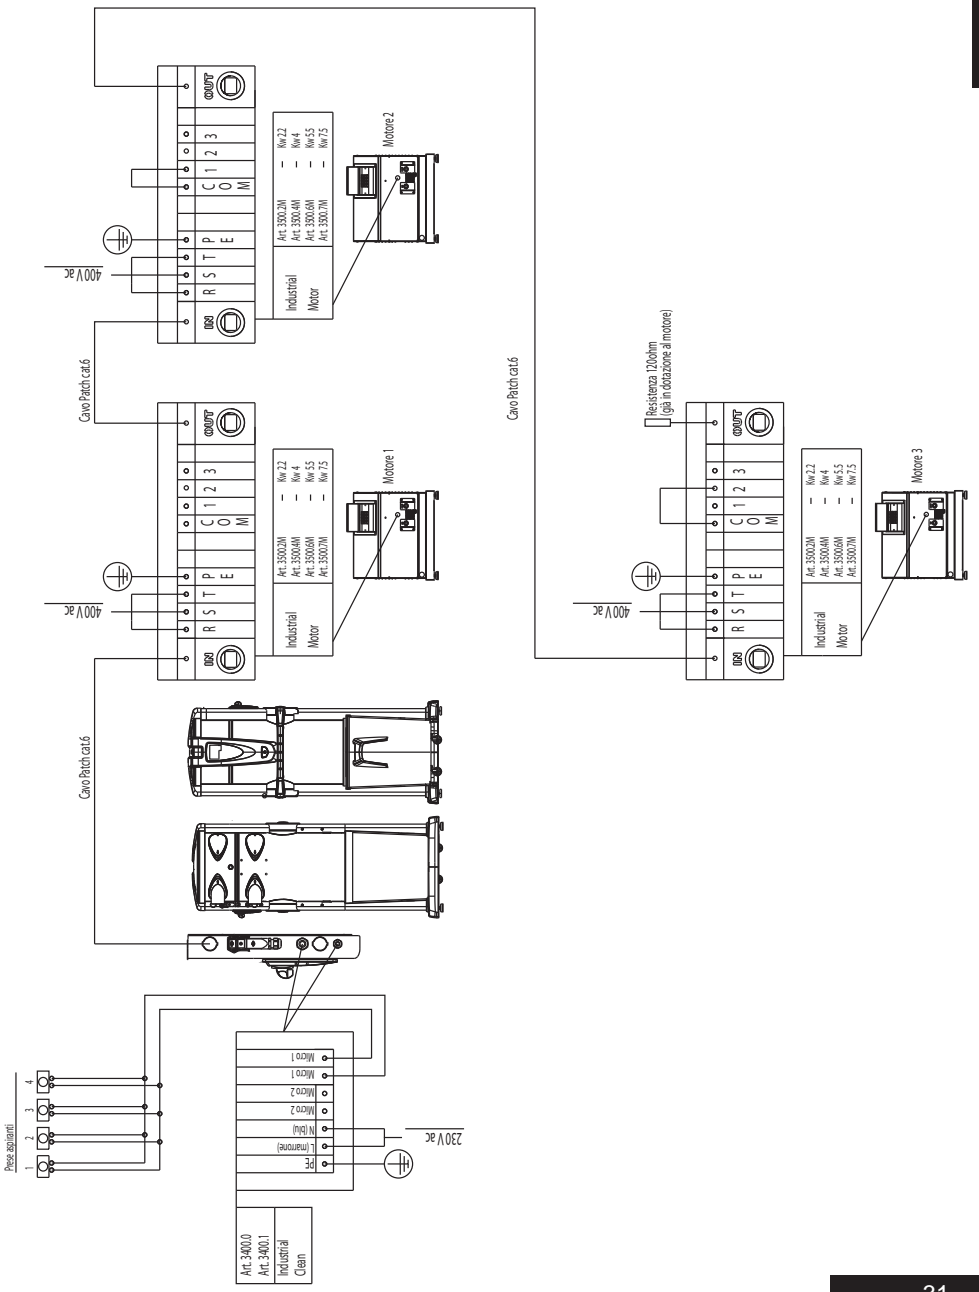 OUT
3
2
1
C O M
P E
T
S
R
IN
400 V ac
Art. 3500.2M – Kw 2.2
Art. 3500.4M – Kw 4
Art. 3500.6M – Kw 5.5
Art. 3500.7M – Kw 7.5
Industrial
Motor
Motore 2
Cavo Patch cat.6
OUT
3
2
1
C O M
P E
T
S
R
IN
400 V ac
Art. 3500.2M – Kw 2.2
Art. 3500.4M – Kw 4
Art. 3500.6M – Kw 5.5
Art. 3500.7M – Kw 7.5
Industrial
Motor
Motore 1
Cavo Patch cat.6
Cavo Patch cat.6
Resistenza 120ohm
(già in dotazione al motore)
OUT
3
2
1
C O M
P E
T
S
R
IN
400 V ac
Art. 3500.2M – Kw 2.2
Art. 3500.4M – Kw 4
Art. 3500.6M – Kw 5.5
Art. 3500.7M – Kw 7.5
Industrial
Motor
Motore 3
Prese aspiranti
4
3
2
1
Micro 1
Micro 1
Micro 2
Micro 2
N (blu)
L (marrone)
PE
230 V ac
Art. 3400.0
Art. 3400.1
Industrial
Clean